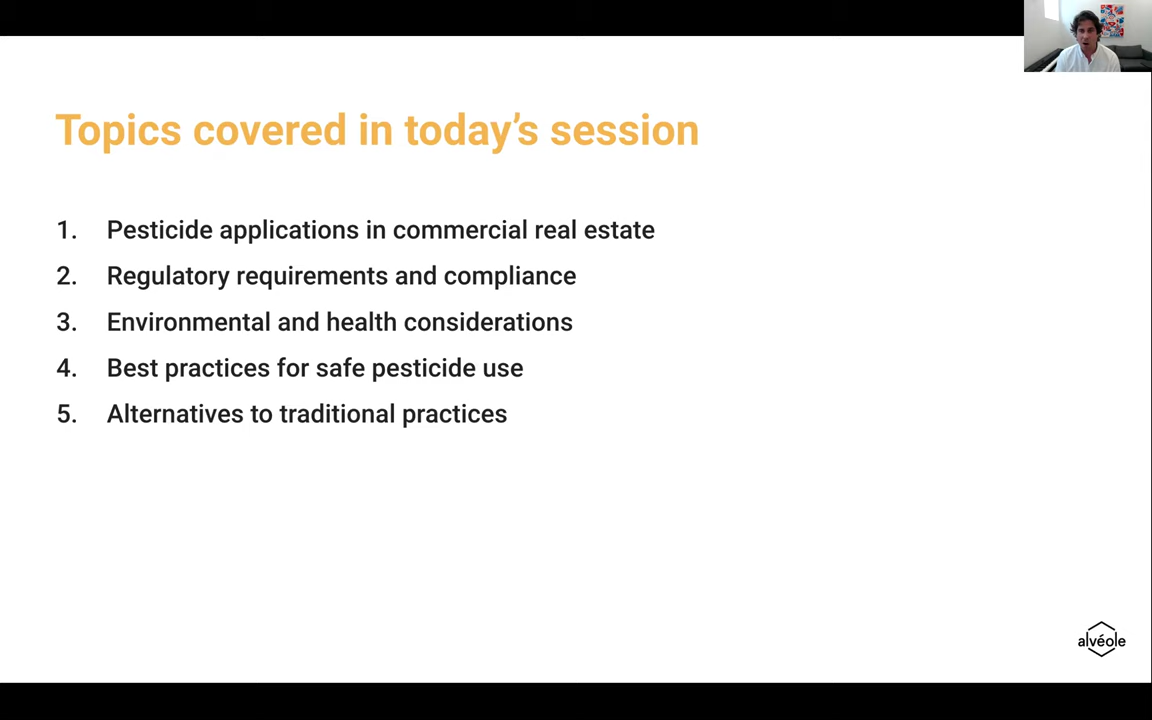 Topics covered in today's session
1. Pesticide applications in commercial real estate
2. Regulatory requirements and compliance
3. Environmental and health considerations
4. Best practices for safe pesticide use
5. Alternatives to traditional practices
alvéole